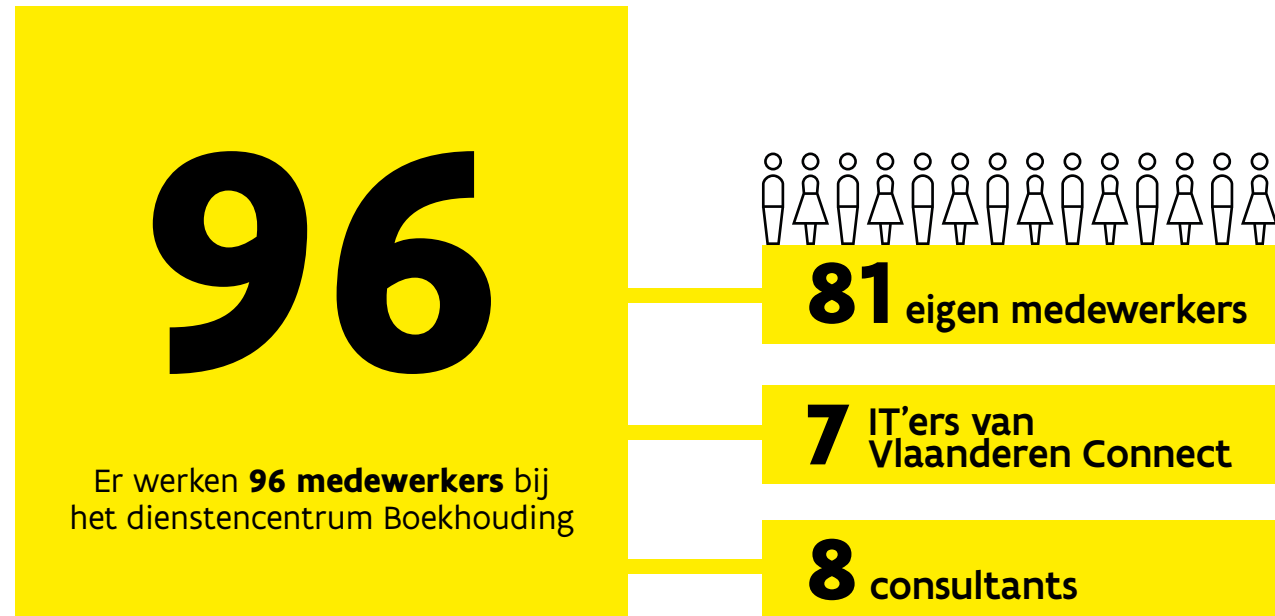 96
Er werken 96 medewerkers bij
het dienstencentrum Boekhouding
81 eigen medewerkers
7 IT'ers van
Vlaanderen Connect
8 consultants